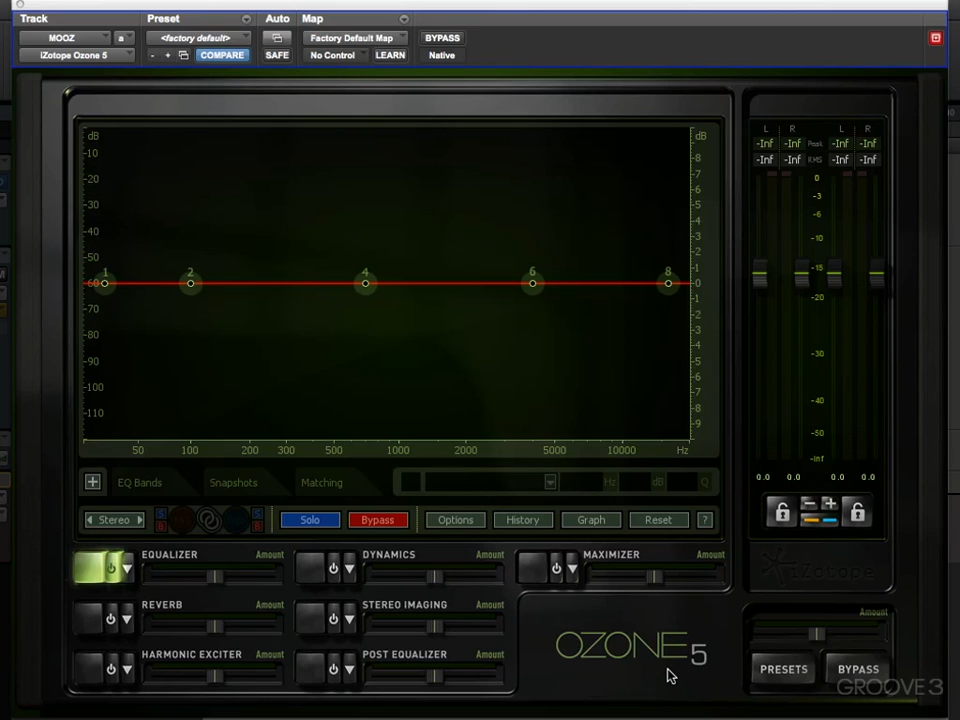 Track Preset Auto Map
MOOZ a <factory default> Factory Default Map BYPASS
iZotope Ozone 5 - + COMPARE SAFE No Control LEARN Native
dB dB
-10 -8
-20 -7
-6
-30 -5
-40 -4
-3
-50 -2
1 2 4 6 8 -1
-60 -0
-70 -1
-2
-80 -3
-90 -4
-5
-100 -6
-7
-110 -8
-9
50 100 200 300 500 1000 2000 5000 10000 Hz
L R L R
-Inf -Inf Peak -Inf -Inf
-Inf -Inf RMS -Inf -Inf
0
-3
-6
-10
-15
-20
-30
-40
-50
-Inf
0.0 0.0 0.0 0.0
EQ Bands Snapshots Matching Hz dB Q
Stereo S B S B Solo Bypass Options History Graph Reset ?
EQUALIZER Amount DYNAMICS Amount MAXIMIZER Amount
REVERB Amount STEREO IMAGING Amount
HARMONIC EXCITER Amount POST EQUALIZER Amount
OZONE 5
iZotope
Amount
PRESETS BYPASS
GROOVE3